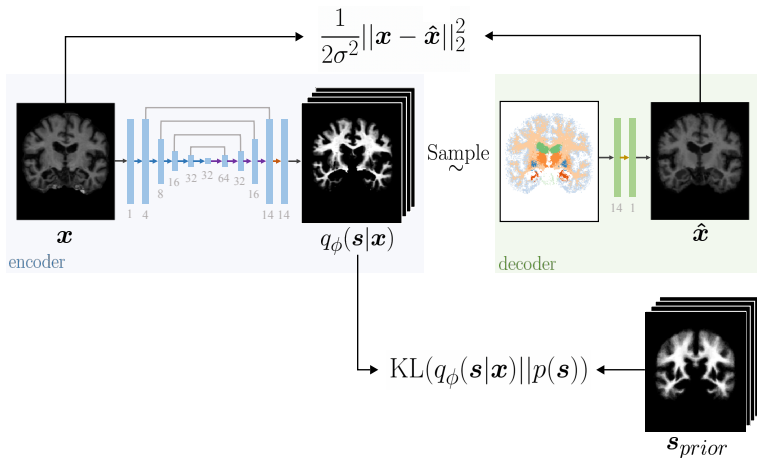 1/(2σ²) ||x − x̂||₂²
Sample
~
1 4 8 16 32 32 64 32 16 14 14
14 1
x
q_ϕ(s|x)
x̂
encoder
decoder
KL(q_ϕ(s|x)||p(s))
s_prior